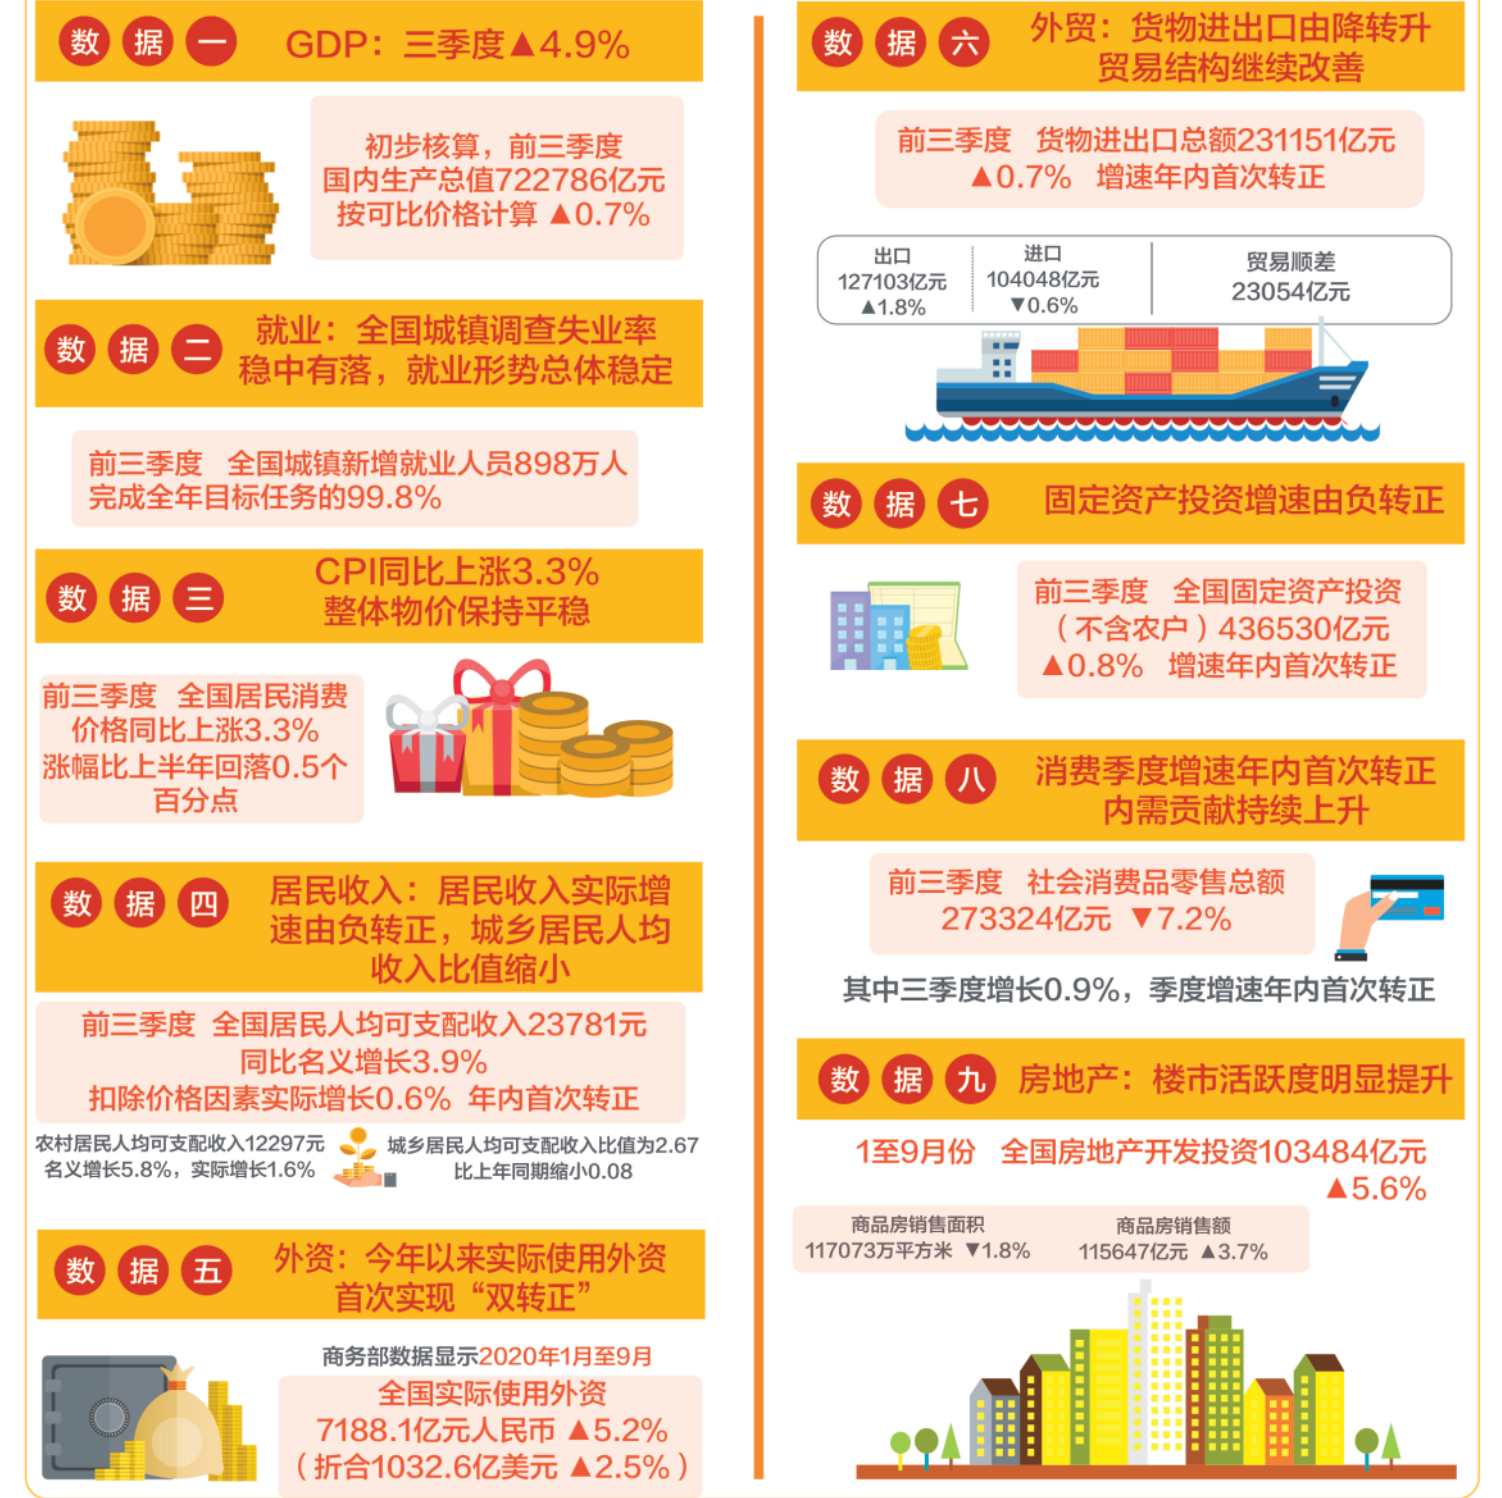 数据一
GDP：三季度▲4.9%
初步核算，前三季度
国内生产总值722786亿元
按可比价格计算 ▲0.7%
数据二
就业：全国城镇调查失业率
稳中有落，就业形势总体稳定
前三季度 全国城镇新增就业人员898万人
完成全年目标任务的99.8%
数据三
CPI同比上涨3.3%
整体物价保持平稳
前三季度 全国居民消费
价格同比上涨3.3%
涨幅比上半年回落0.5个
百分点
数据四
居民收入：居民收入实际增
速由负转正，城乡居民人均
收入比值缩小
前三季度 全国居民人均可支配收入23781元
同比名义增长3.9%
扣除价格因素实际增长0.6% 年内首次转正
农村居民人均可支配收入12297元
名义增长5.8%，实际增长1.6%
城乡居民人均可支配收入比值为2.67
比上年同期缩小0.08
数据五
外资：今年以来实际使用外资
首次实现“双转正”
商务部数据显示2020年1月至9月
全国实际使用外资
7188.1亿元人民币 ▲5.2%
（折合1032.6亿美元 ▲2.5%）
数据六
外贸：货物进出口由降转升
贸易结构继续改善
前三季度 货物进出口总额231151亿元
▲0.7% 增速年内首次转正
出口
127103亿元
▲1.8%
进口
104048亿元
▼0.6%
贸易顺差
23054亿元
数据七
固定资产投资增速由负转正
前三季度 全国固定资产投资
（不含农户）436530亿元
▲0.8% 增速年内首次转正
数据八
消费季度增速年内首次转正
内需贡献持续上升
前三季度 社会消费品零售总额
273324亿元 ▼7.2%
其中三季度增长0.9%，季度增速年内首次转正
数据九
房地产：楼市活跃度明显提升
1至9月份 全国房地产开发投资103484亿元
▲5.6%
商品房销售面积
117073万平方米 ▼1.8%
商品房销售额
115647亿元 ▲3.7%